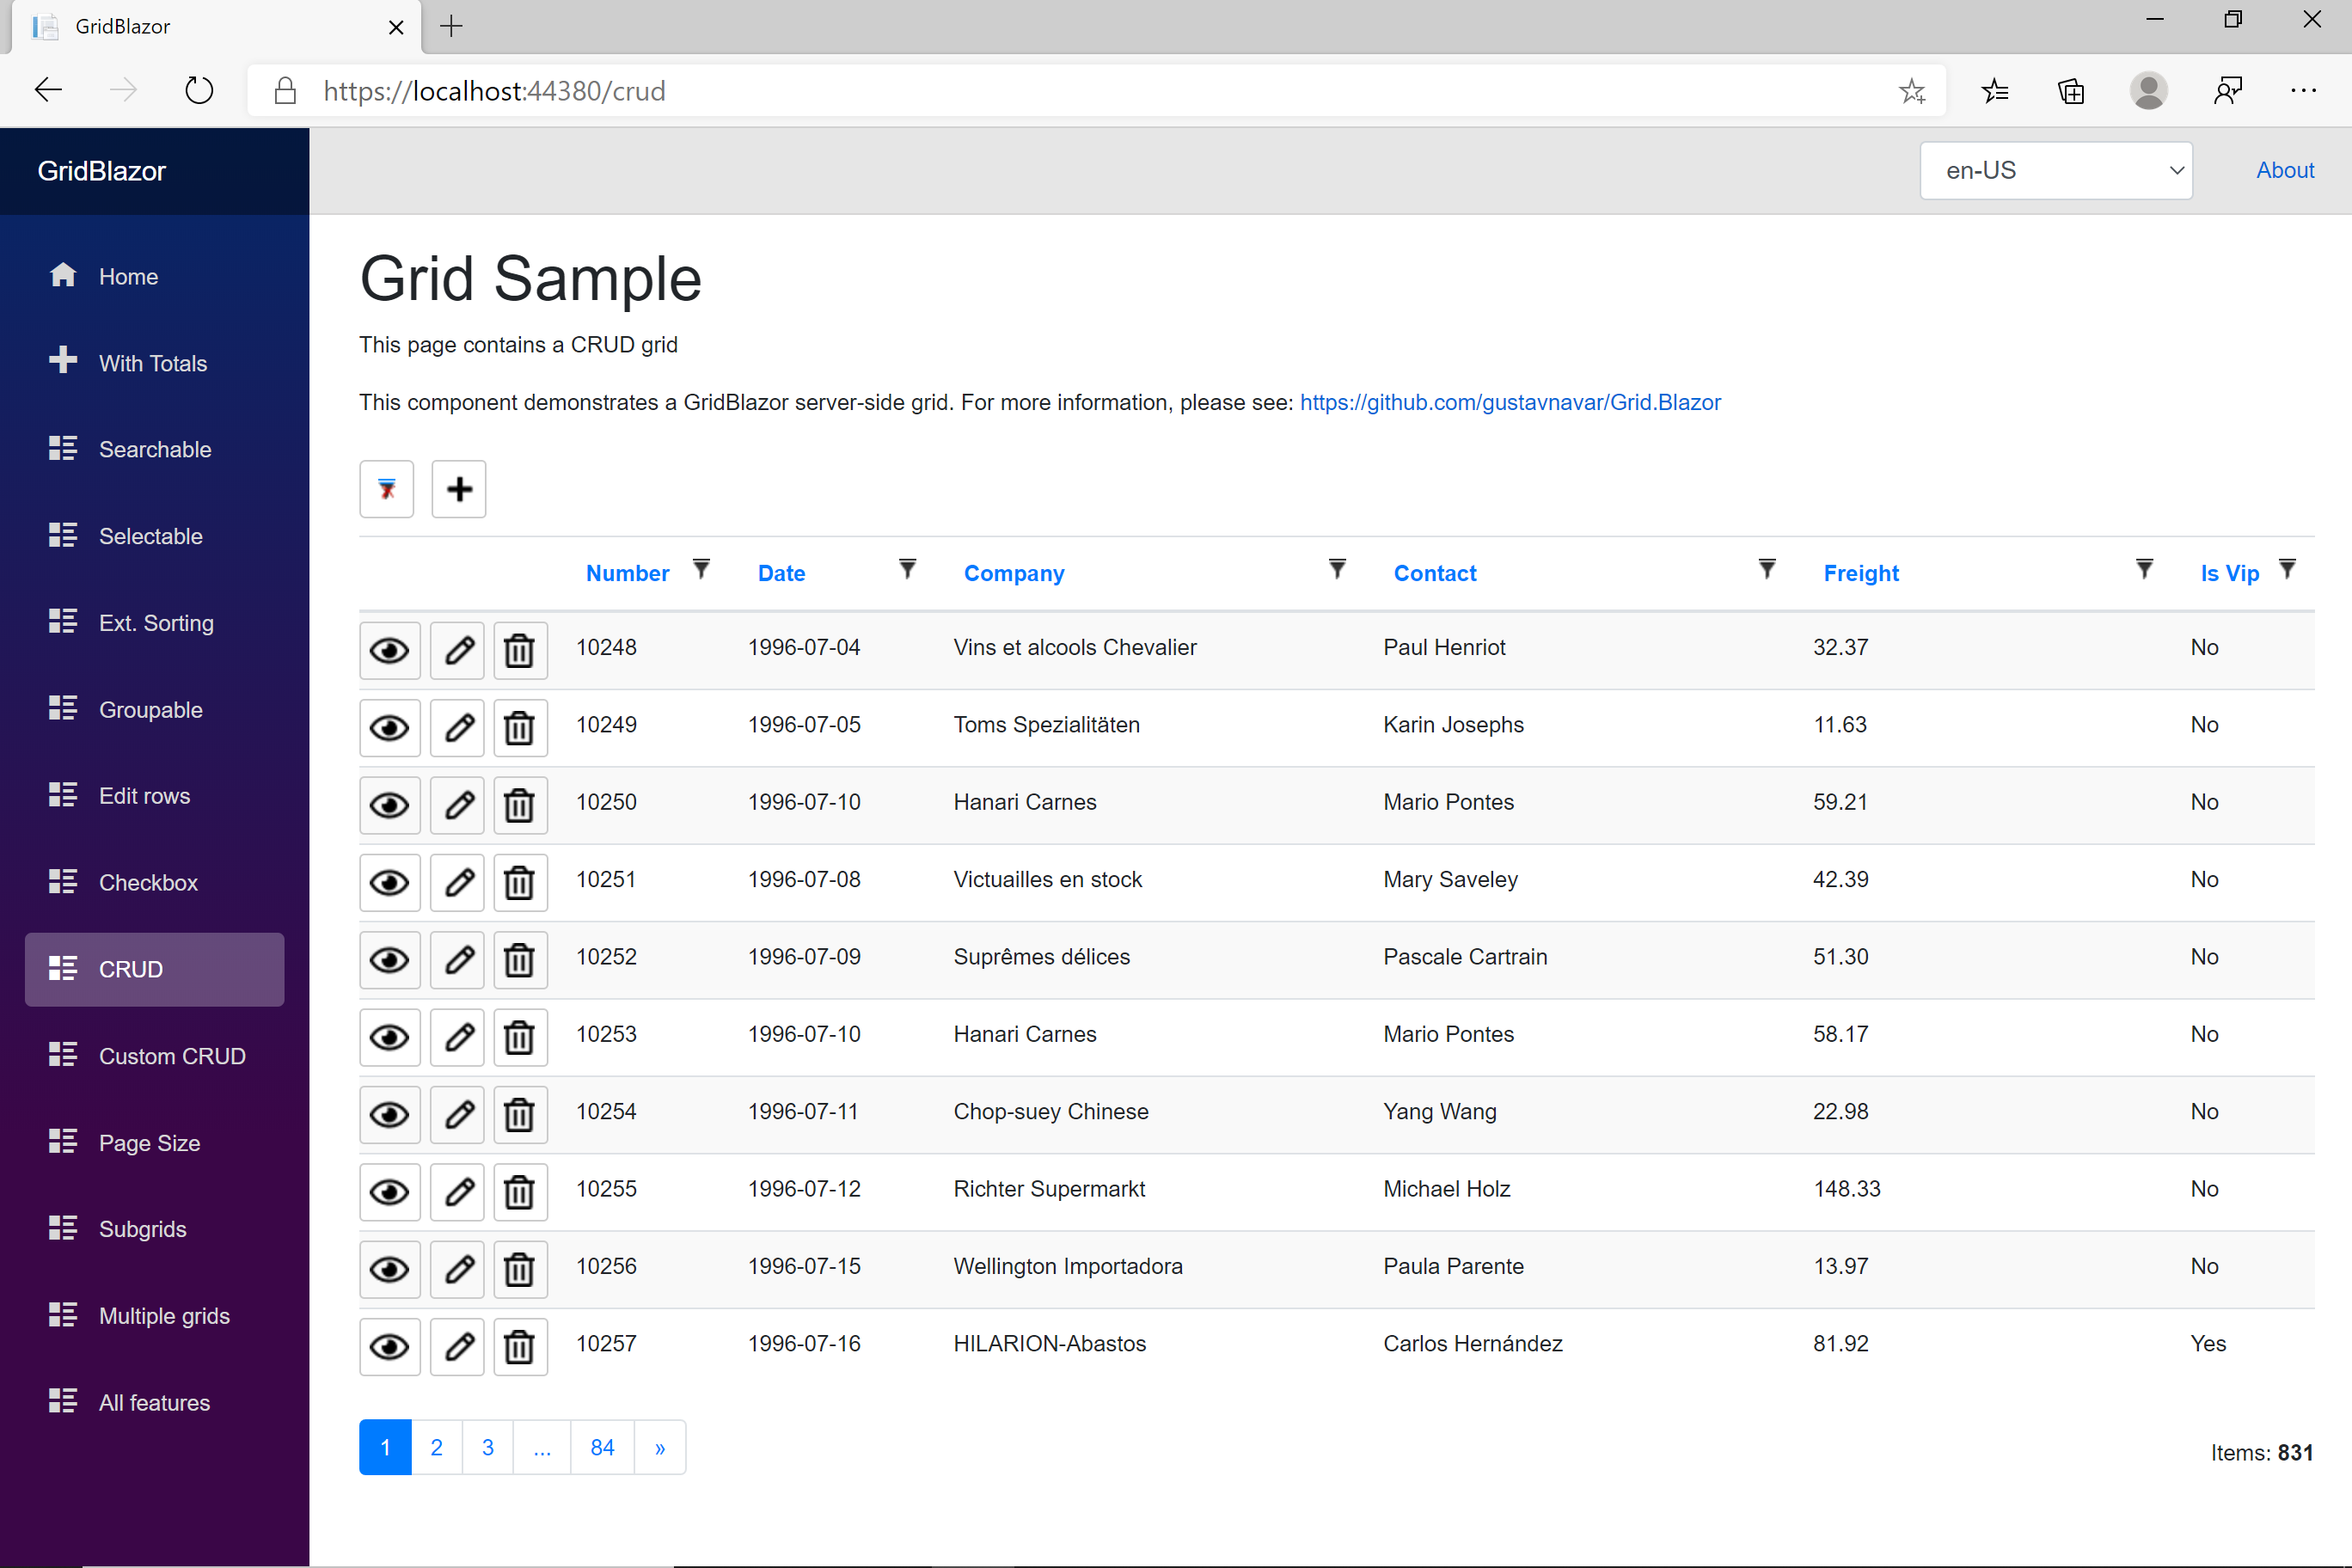 GridBlazor
https://localhost:44380/crud
GridBlazor
en-US
About
Home
With Totals
Searchable
Selectable
Ext. Sorting
Groupable
Edit rows
Checkbox
CRUD
Custom CRUD
Page Size
Subgrids
Multiple grids
All features
Grid Sample
This page contains a CRUD grid
This component demonstrates a GridBlazor server-side grid. For more information, please see: https://github.com/gustavnavar/Grid.Blazor
Number Date Company Contact Freight Is Vip
10248 1996-07-04 Vins et alcools Chevalier Paul Henriot 32.37 No
10249 1996-07-05 Toms Spezialitäten Karin Josephs 11.63 No
10250 1996-07-10 Hanari Carnes Mario Pontes 59.21 No
10251 1996-07-08 Victuailles en stock Mary Saveley 42.39 No
10252 1996-07-09 Suprêmes délices Pascale Cartrain 51.30 No
10253 1996-07-10 Hanari Carnes Mario Pontes 58.17 No
10254 1996-07-11 Chop-suey Chinese Yang Wang 22.98 No
10255 1996-07-12 Richter Supermarkt Michael Holz 148.33 No
10256 1996-07-15 Wellington Importadora Paula Parente 13.97 No
10257 1996-07-16 HILARION-Abastos Carlos Hernández 81.92 Yes
1 2 3 ... 84 »
Items: 831